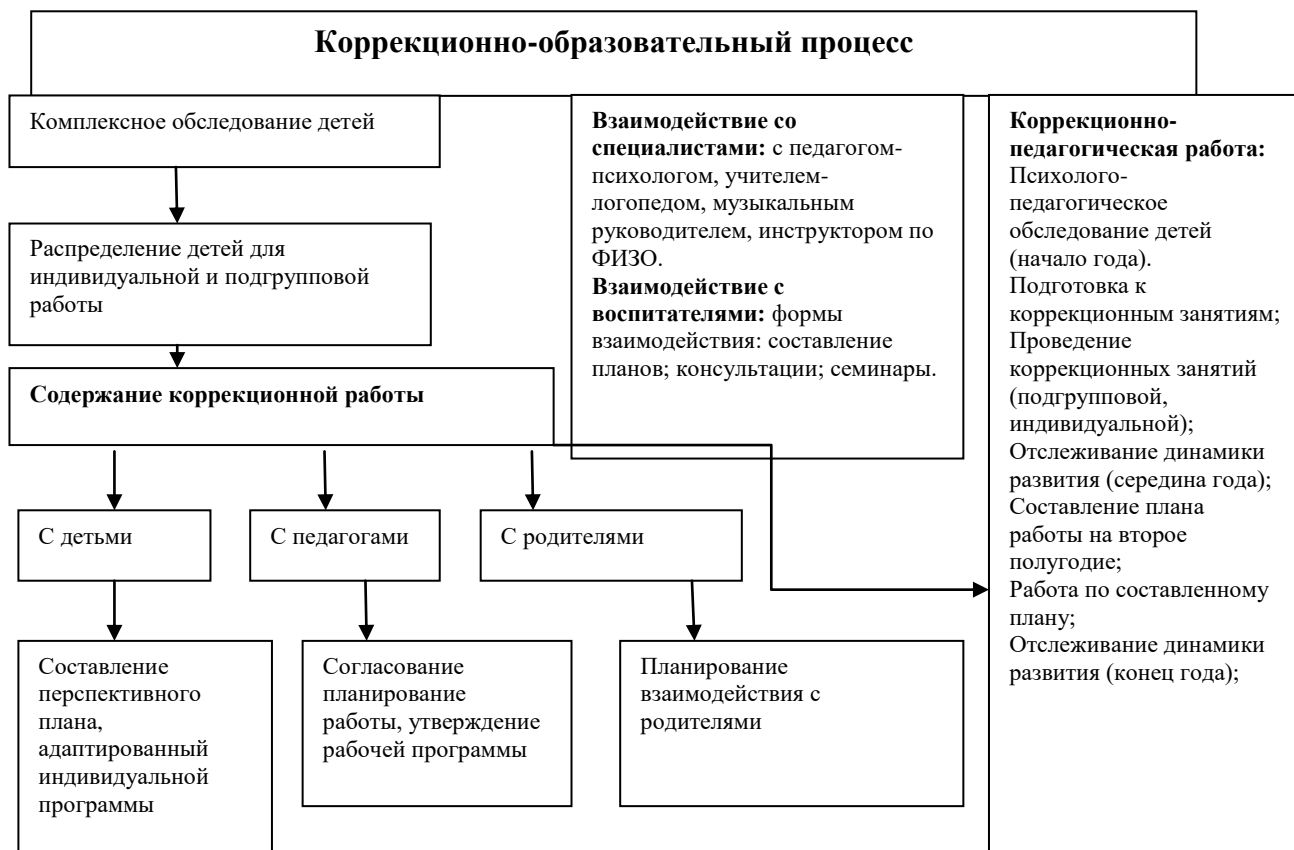 Коррекционно-образовательный процесс
Комплексное обследование детей
Распределение детей для
индивидуальной и подгрупповой
работы
Содержание коррекционной работы
Взаимодействие со
специалистами: с педагогом-
психологом, учителем-
логопедом, музыкальным
руководителем, инструктором по
ФИЗО.
Взаимодействие с
воспитателями: формы
взаимодействия: составление
планов; консультации; семинары.
Коррекционно-
педагогическая работа:
Психолого-
педагогическое
обследование детей
(начало года).
Подготовка к
коррекционным занятиям;
Проведение
коррекционных занятий
(подгрупповой,
индивидуальной);
Отслеживание динамики
развития (середина года);
Составление плана
работы на второе
полугодие;
Работа по составленному
плану;
Отслеживание динамики
развития (конец года);
С детьми
С педагогами
С родителями
Составление
перспективного
плана,
адаптированный
индивидуальной
программы
Согласование
планирование
работы, утверждение
рабочей программы
Планирование
взаимодействия с
родителями